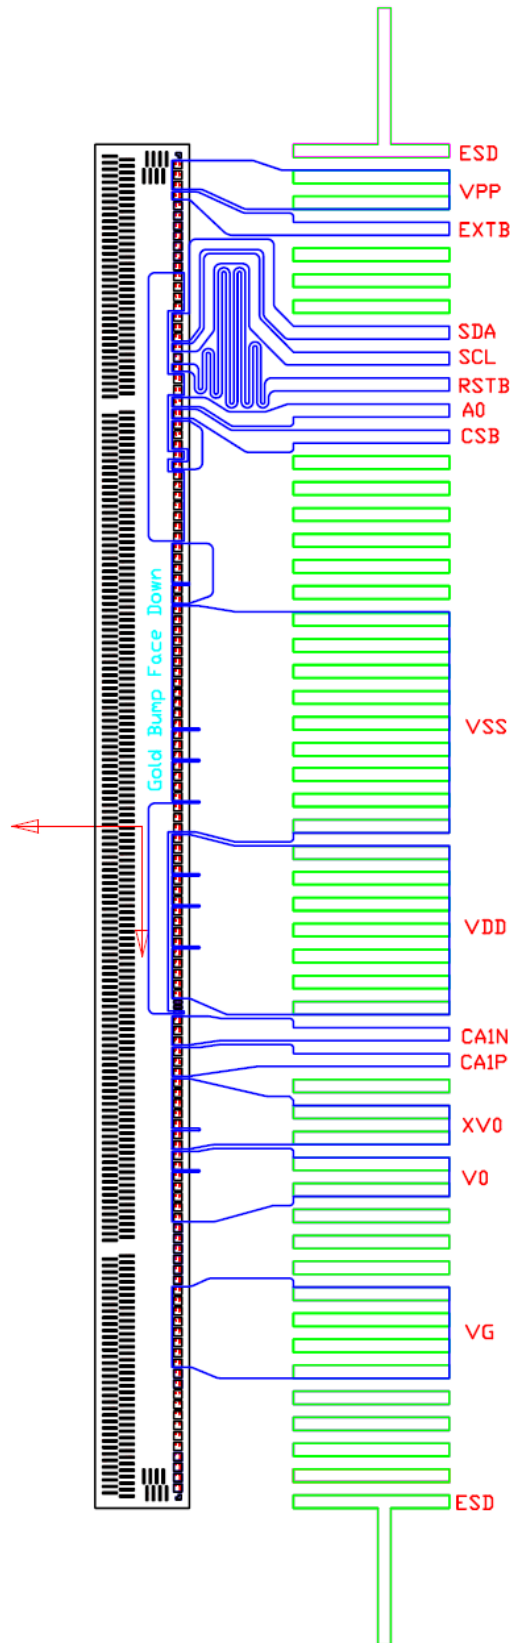 ESD
VPP
EXTB
SDA
SCL
RSTB
A0
CSB
Gold Bump Face Down
VSS
VDD
CA1N
CA1P
XV0
V0
VG
ESD